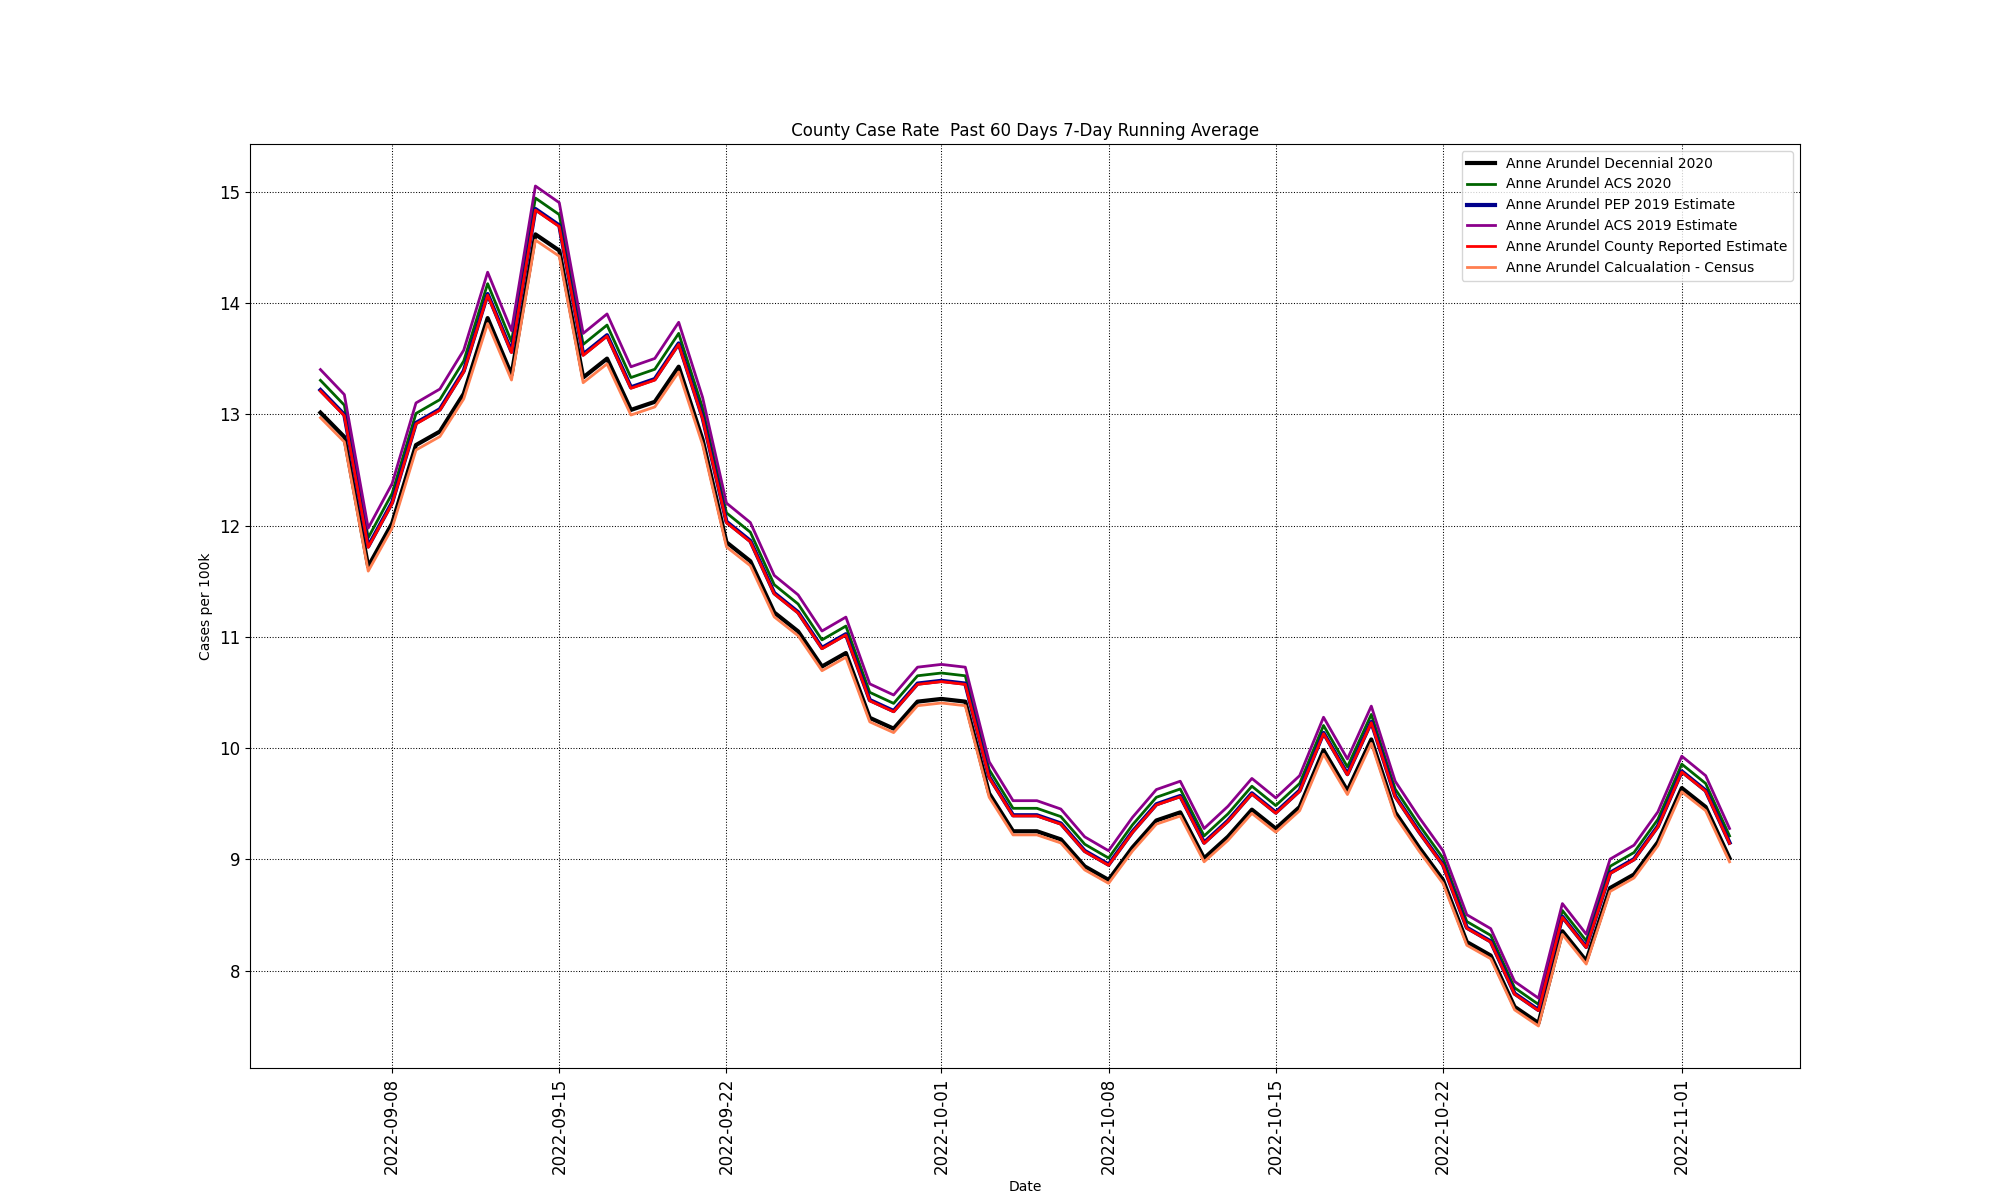 County Case Rate  Past 60 Days 7-Day Running Average
Anne Arundel Decennial 2020
Anne Arundel ACS 2020
Anne Arundel PEP 2019 Estimate
Anne Arundel ACS 2019 Estimate
Anne Arundel County Reported Estimate
Anne Arundel Calcualation - Census
Cases per 100k
15
14
13
12
11
10
9
8
2022-09-08
2022-09-15
2022-09-22
2022-10-01
2022-10-08
2022-10-15
2022-10-22
2022-11-01
Date